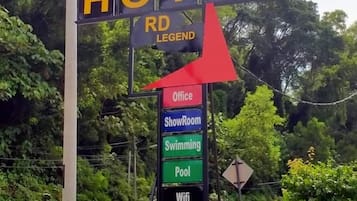 RD
LEGEND
Office
ShowRoom
Swimming
Pool
Wifi